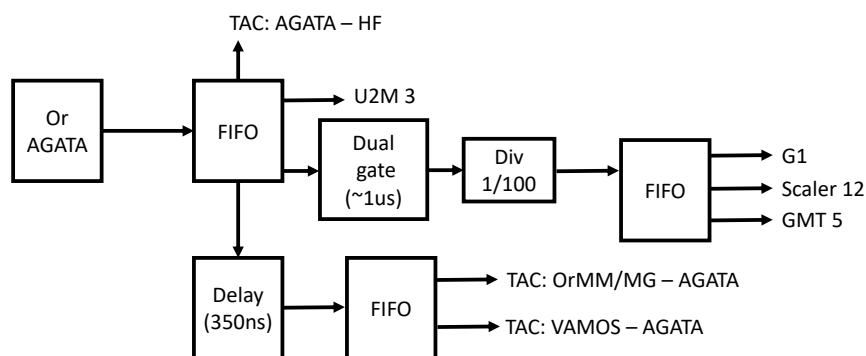 TAC: AGATA – HF
Or
AGATA
FIFO
U2M 3
Dual
gate
(~1us)
Div
1/100
FIFO
G1
Scaler 12
GMT 5
Delay
(350ns)
FIFO
TAC: OrMM/MG – AGATA
TAC: VAMOS – AGATA